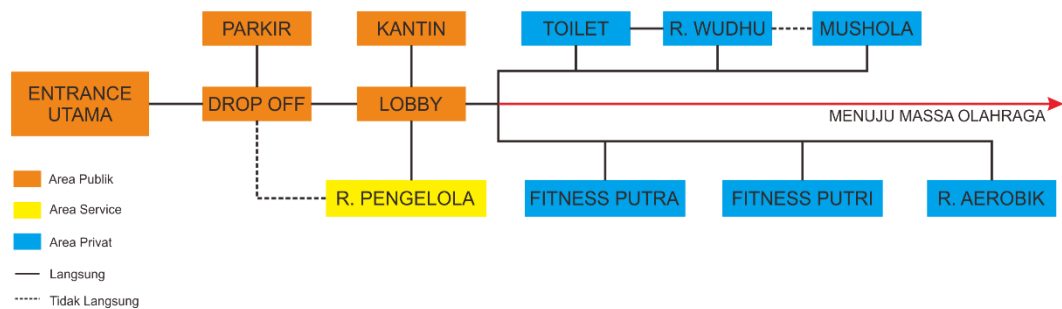 PARKIR
KANTIN
TOILET
R. WUDHU
MUSHOLA
ENTRANCE
UTAMA
DROP OFF
LOBBY
MENUJU MASSA OLAHRAGA
R. PENGELOLA
FITNESS PUTRA
FITNESS PUTRI
R. AEROBIK
Area Publik
Area Service
Area Privat
Langsung
Tidak Langsung